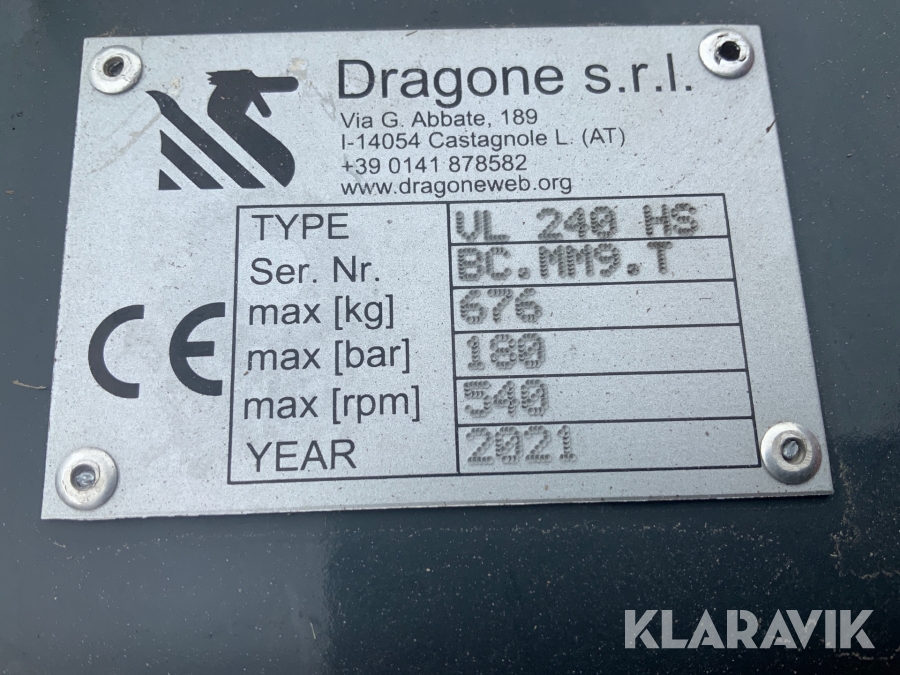 Dragone s.r.l.
Via G. Abbate, 189
I-14054 Castagnole L. (AT)
+39 0141 878582
www.dragoneweb.org
TYPE VL 240 HS
Ser. Nr. BC.MM9.T
max [kg] 676
max [bar] 180
max [rpm] 540
YEAR 2021
CE
KLARAVIK